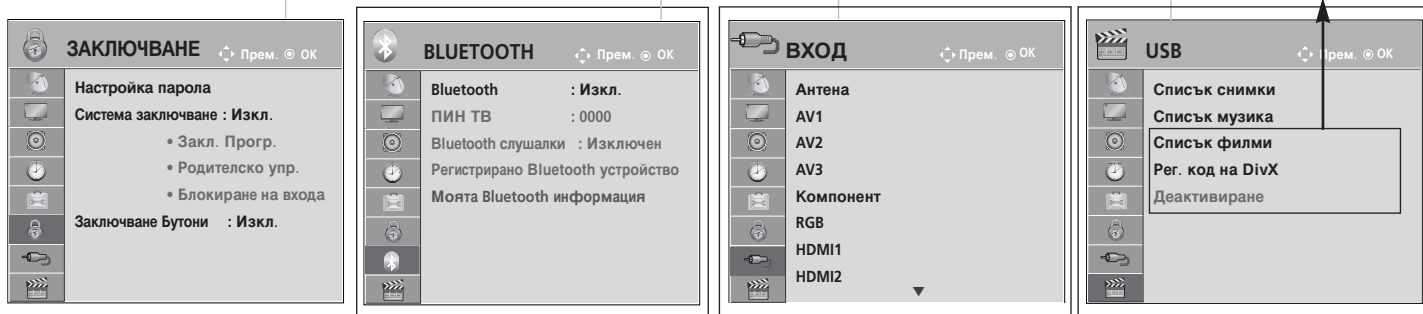 ЗАКЛЮЧВАНЕ
Прем. OK
Настройка парола
Система заключване : Изкл.
• Закл. Прогр.
• Родителско упр.
• Блокиране на входа
Заключване Бутони : Изкл.
BLUETOOTH
Прем. OK
Bluetooth : Изкл.
ПИН ТВ : 0000
Bluetooth слушалки : Изключен
Регистрирано Bluetooth устройство
Моята Bluetooth информация
ВХОД
Прем. OK
Антена
AV1
AV2
AV3
Компонент
RGB
HDMI1
HDMI2
USB
Прем. OK
Списък снимки
Списък музика
Списък филми
Рег. код на DivX
Деактивиране